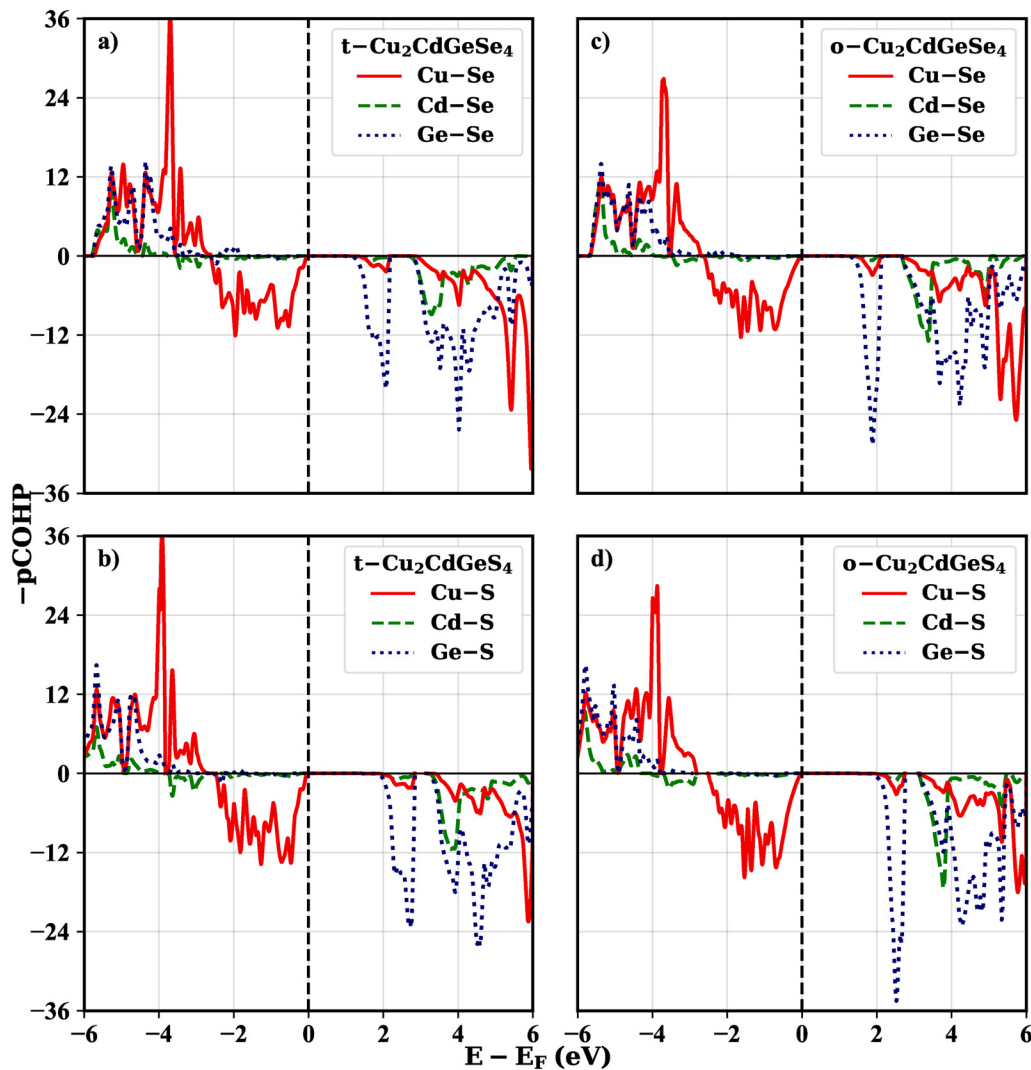 a)
t−Cu₂CdGeSe₄
Cu−Se
Cd−Se
Ge−Se
36
24
12
0
−12
−24
−36
c)
o−Cu₂CdGeSe₄
Cu−Se
Cd−Se
Ge−Se
−pCOHP
b)
t−Cu₂CdGeS₄
Cu−S
Cd−S
Ge−S
36
24
12
0
−12
−24
−36
−6 −4 −2 0 2 4 6
d)
o−Cu₂CdGeS₄
Cu−S
Cd−S
Ge−S
−6 −4 −2 0 2 4 6
E − E_F (eV)